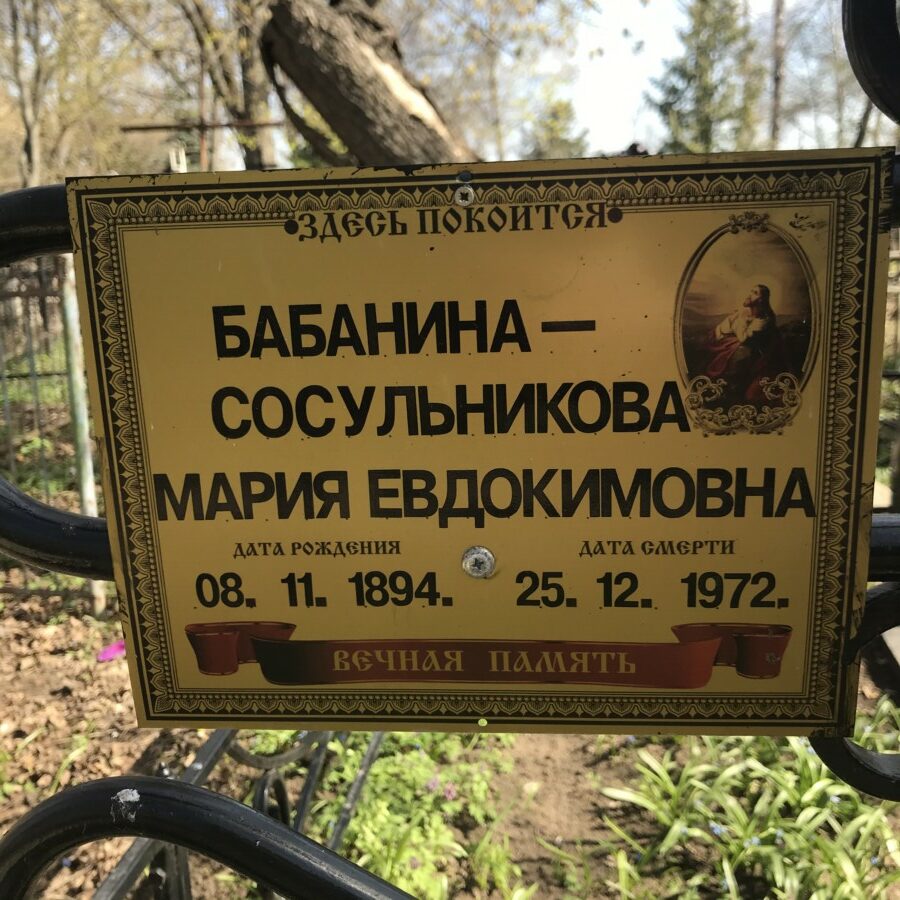 ЗДЕСЬ ПОКОИТСЯ
БАБАНИНА —
СОСУЛЬНИКОВА
МАРИЯ ЕВДОКИМОВНА
ДАТА РОЖДЕНИЯ ДАТА СМЕРТИ
08. 11. 1894. 25. 12. 1972.
ВЕЧНАЯ ПАМЯТЬ